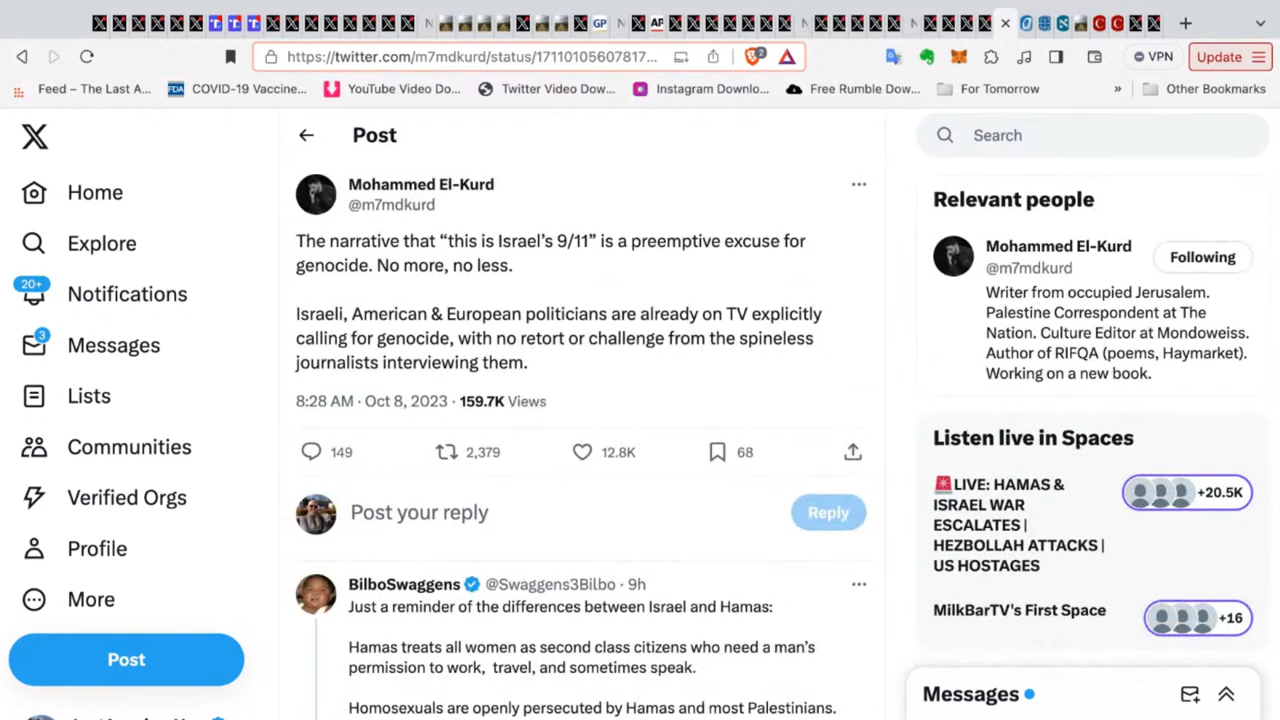 https://twitter.com/m7mdkurd/status/17110105607817...
2
VPN
Update
Feed – The Last A...
FDA
COVID-19 Vaccine...
YouTube Video Do...
Twitter Video Dow...
Instagram Downlo...
Free Rumble Dow...
For Tomorrow
»
Other Bookmarks
GP
AP
Home
Explore
20+
Notifications
3
Messages
Lists
Communities
Verified Orgs
Profile
More
Post
Post
Mohammed El-Kurd
@m7mdkurd
The narrative that “this is Israel’s 9/11” is a preemptive excuse for
genocide. No more, no less.
Israeli, American & European politicians are already on TV explicitly
calling for genocide, with no retort or challenge from the spineless
journalists interviewing them.
8:28 AM · Oct 8, 2023 · 159.7K Views
149
2,379
12.8K
68
Post your reply
Reply
BilboSwaggens @Swaggens3Bilbo · 9h
Just a reminder of the differences between Israel and Hamas:
Hamas treats all women as second class citizens who need a man’s
permission to work, travel, and sometimes speak.
Homosexuals are openly persecuted by Hamas and most Palestinians.
Search
Relevant people
Mohammed El-Kurd
@m7mdkurd
Following
Writer from occupied Jerusalem.
Palestine Correspondent at The
Nation. Culture Editor at Mondoweiss.
Author of RIFQA (poems, Haymarket).
Working on a new book.
Listen live in Spaces
🚨LIVE: HAMAS &
ISRAEL WAR
ESCALATES |
HEZBOLLAH ATTACKS |
US HOSTAGES
+20.5K
MilkBarTV's First Space
+16
Messages